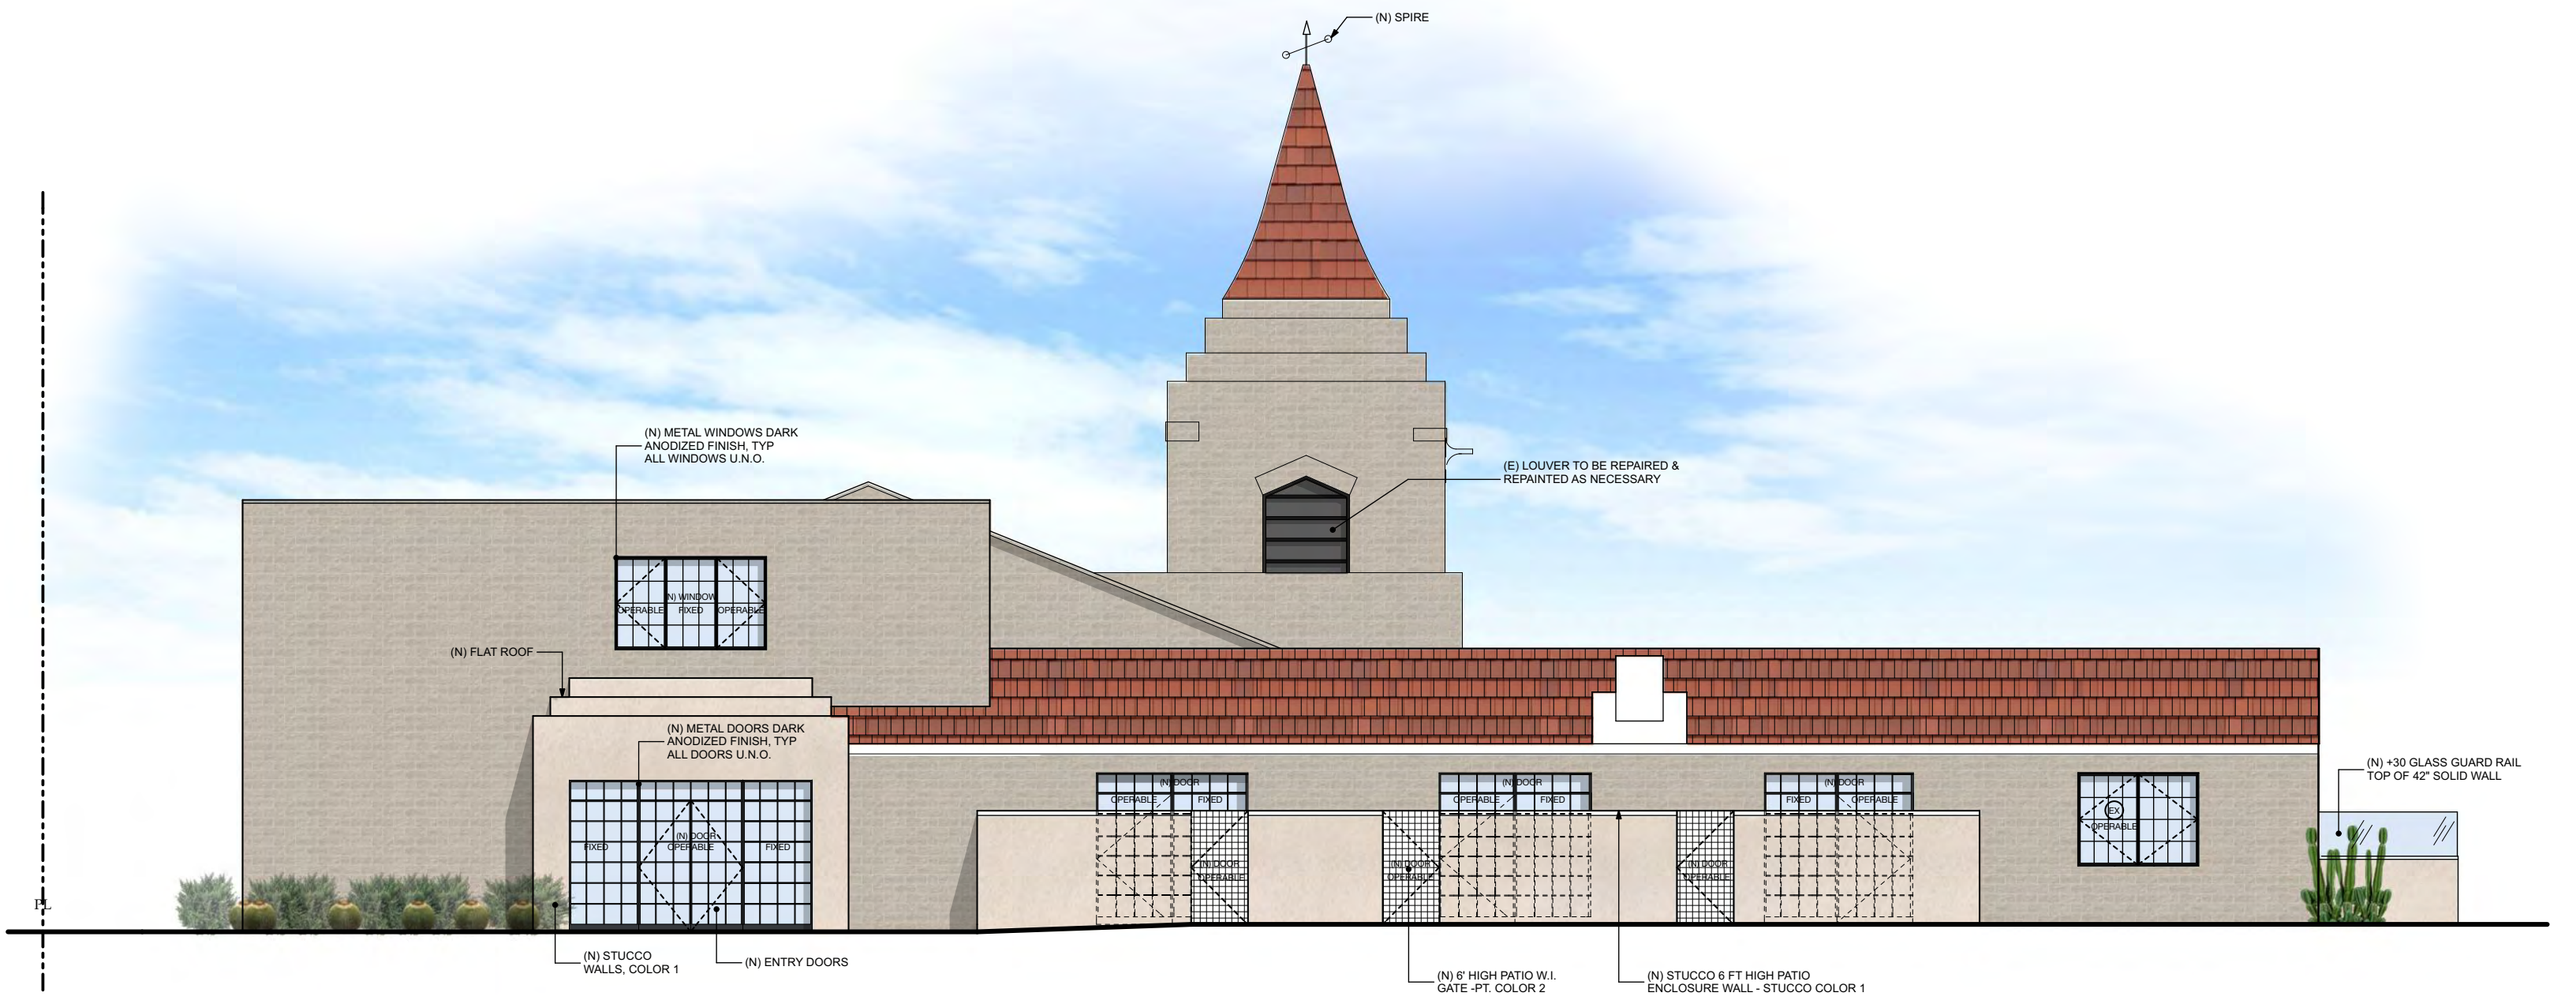 (N) SPIRE
(N) METAL WINDOWS DARK
ANODIZED FINISH, TYP
ALL WINDOWS U.N.O.
(E) LOUVER TO BE REPAIRED &
REPAINTED AS NECESSARY
(N) WINDOW
OPERABLE
FIXED
OPERABLE
(N) FLAT ROOF
(N) METAL DOORS DARK
ANODIZED FINISH, TYP
ALL DOORS U.N.O.
(N) +30 GLASS GUARD RAIL
TOP OF 42" SOLID WALL
(N) DOOR
OPERABLE
FIXED
(N) DOOR
OPERABLE
FIXED
(N) DOOR
FIXED
OPERABLE
EX
OPERABLE
FIXED
(N) DOOR
OPERABLE
FIXED
(N) DOOR
OPERABLE
(N) DOOR
OPERABLE
(N) DOOR
OPERABLE
PL
(N) STUCCO
WALLS, COLOR 1
(N) ENTRY DOORS
(N) 6' HIGH PATIO W.I.
GATE -PT. COLOR 2
(N) STUCCO 6 FT HIGH PATIO
ENCLOSURE WALL - STUCCO COLOR 1